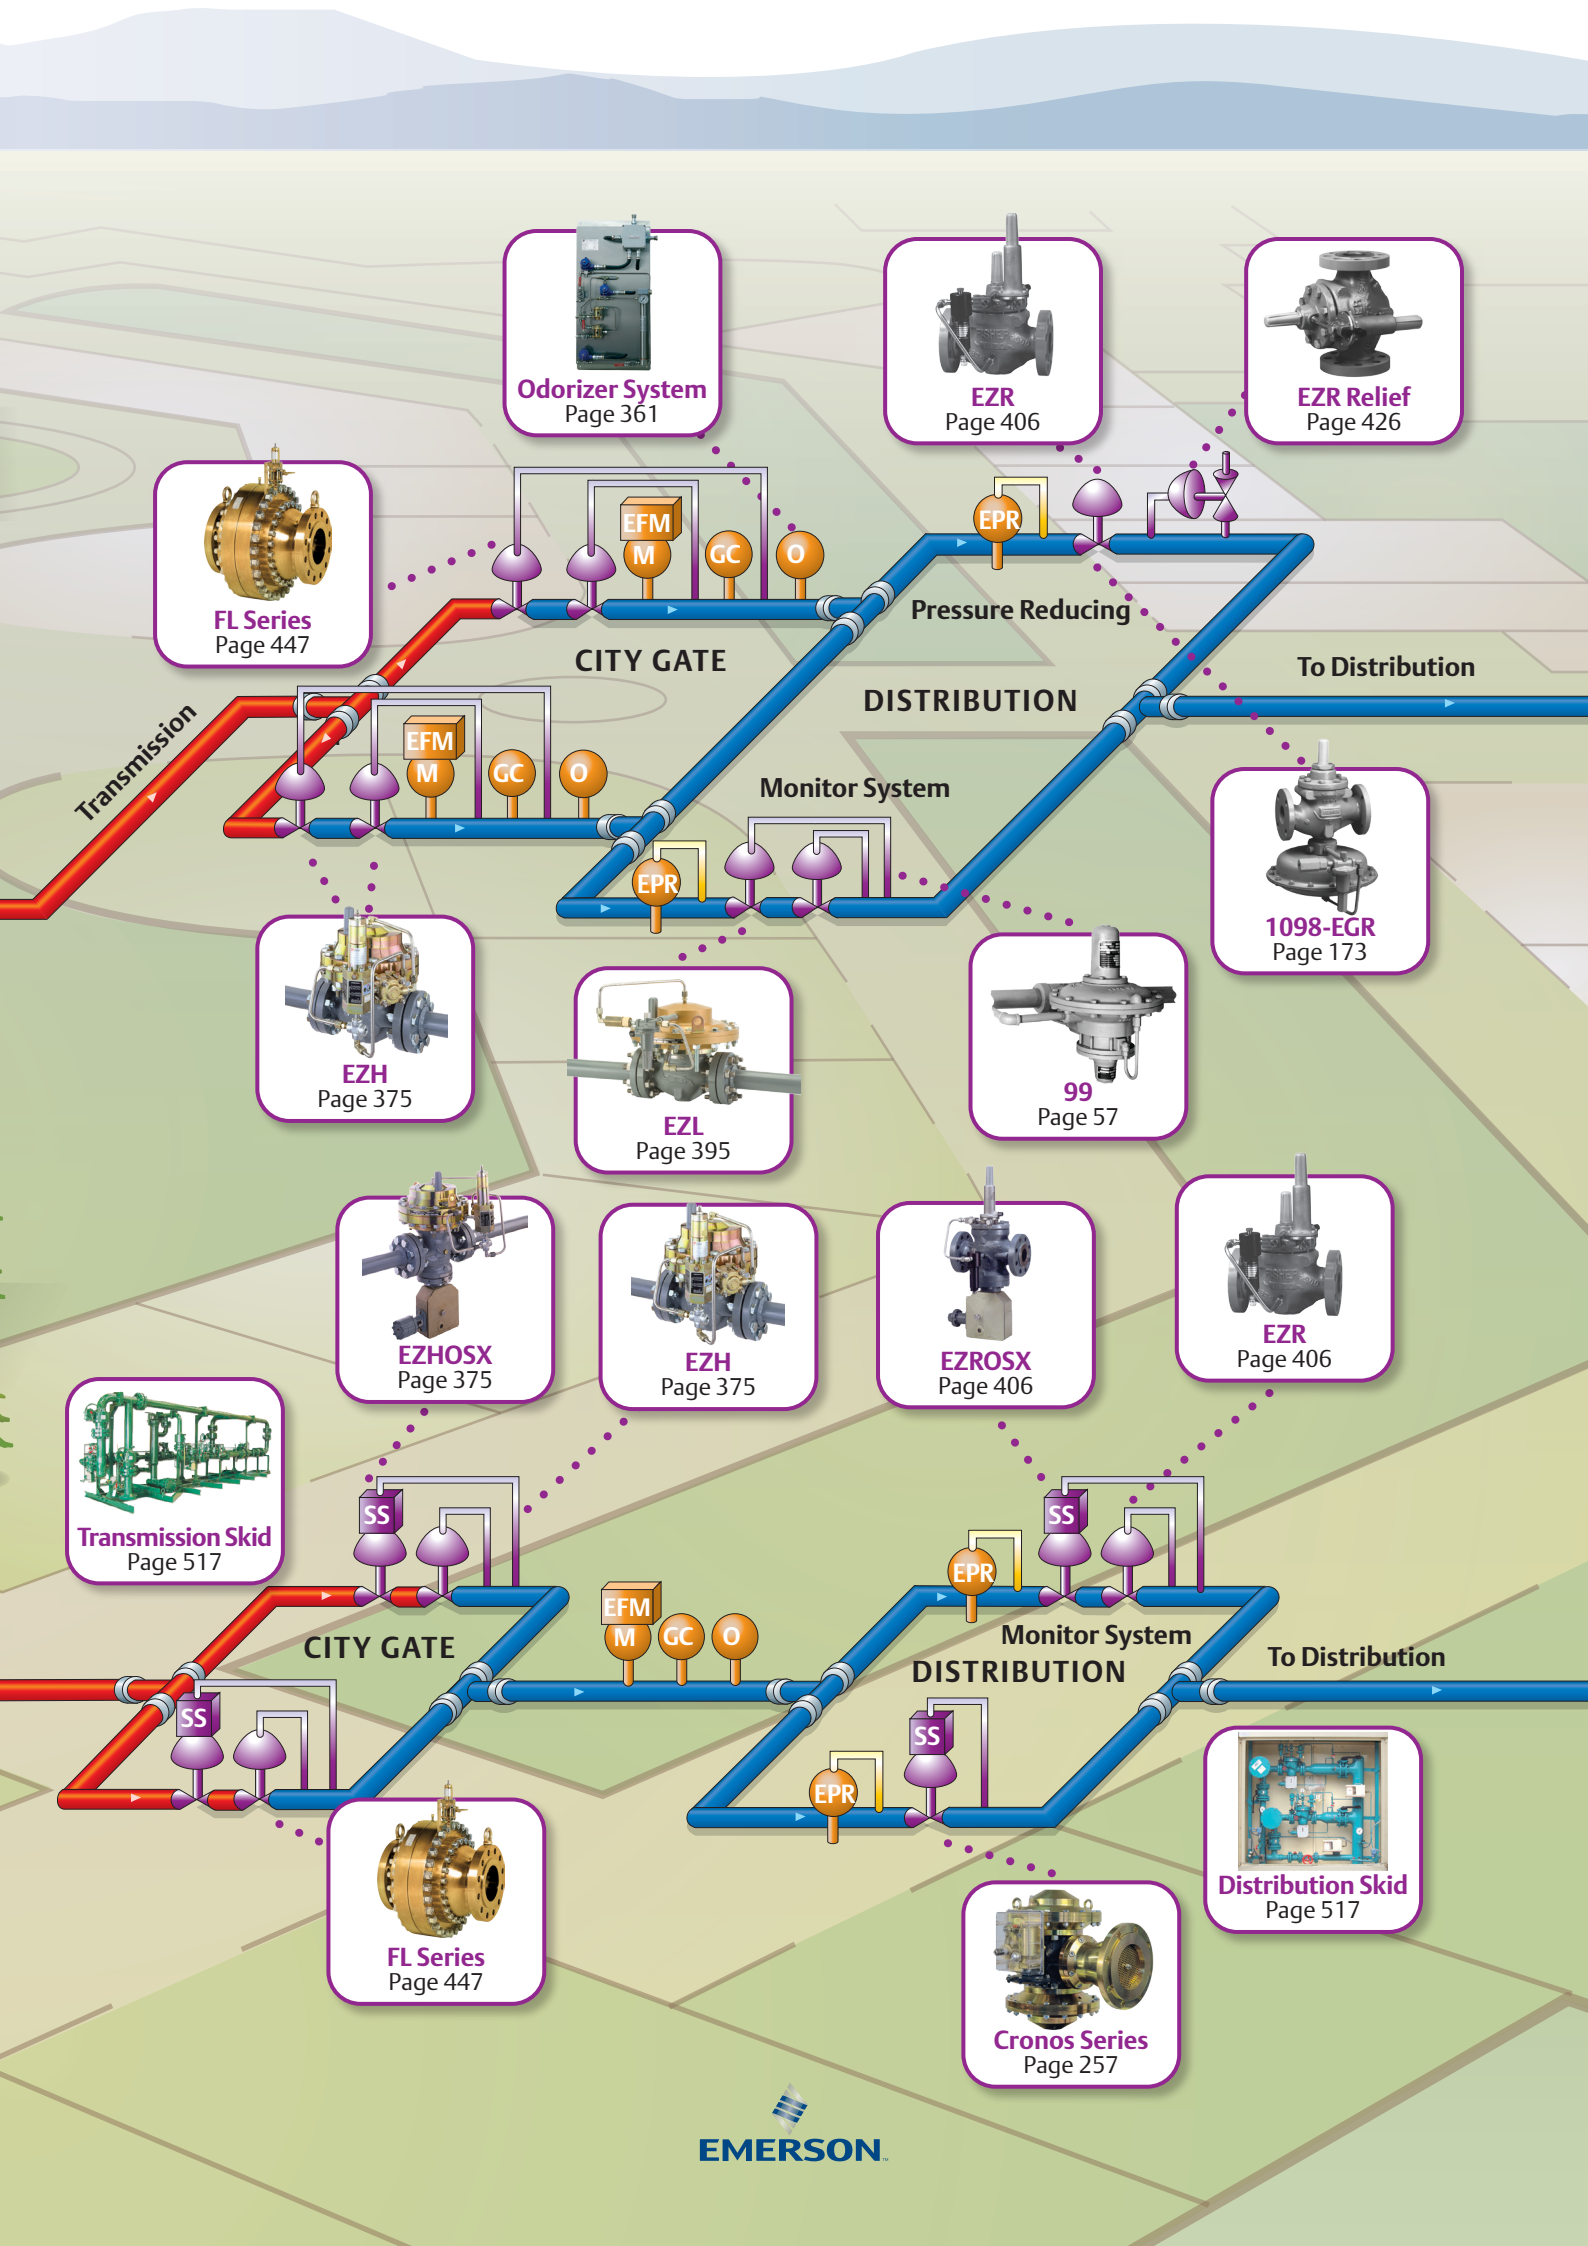 Odorizer System
Page 361
EZR
Page 406
EZR Relief
Page 426
FL Series
Page 447
EFM
M
GC
O
EPR
Pressure Reducing
CITY GATE
DISTRIBUTION
To Distribution
Transmission
EFM
M
GC
O
Monitor System
EPR
1098-EGR
Page 173
EZH
Page 375
EZL
Page 395
99
Page 57
EZHOSX
Page 375
EZH
Page 375
EZROSX
Page 406
EZR
Page 406
Transmission Skid
Page 517
SS
SS
EPR
EFM
M
GC
O
CITY GATE
Monitor System
DISTRIBUTION
To Distribution
SS
SS
EPR
Distribution Skid
Page 517
FL Series
Page 447
Cronos Series
Page 257
EMERSON™